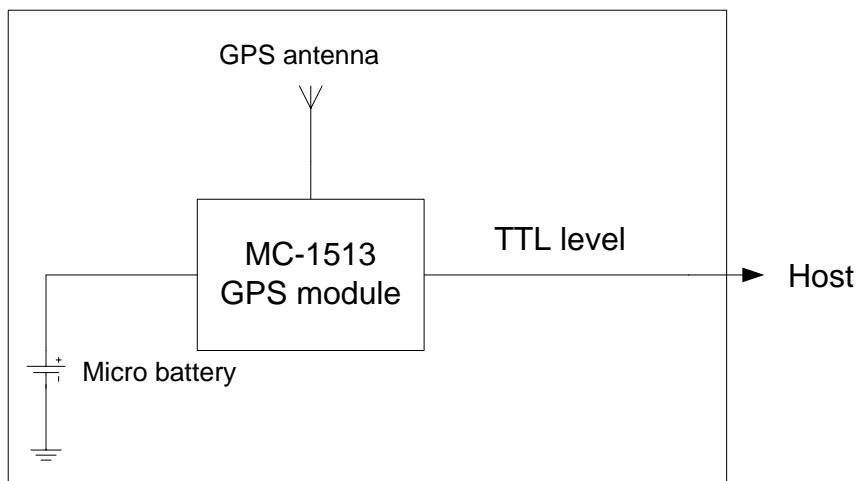 GPS antenna
MC-1513
GPS module
TTL level
Host
+
-
Micro battery